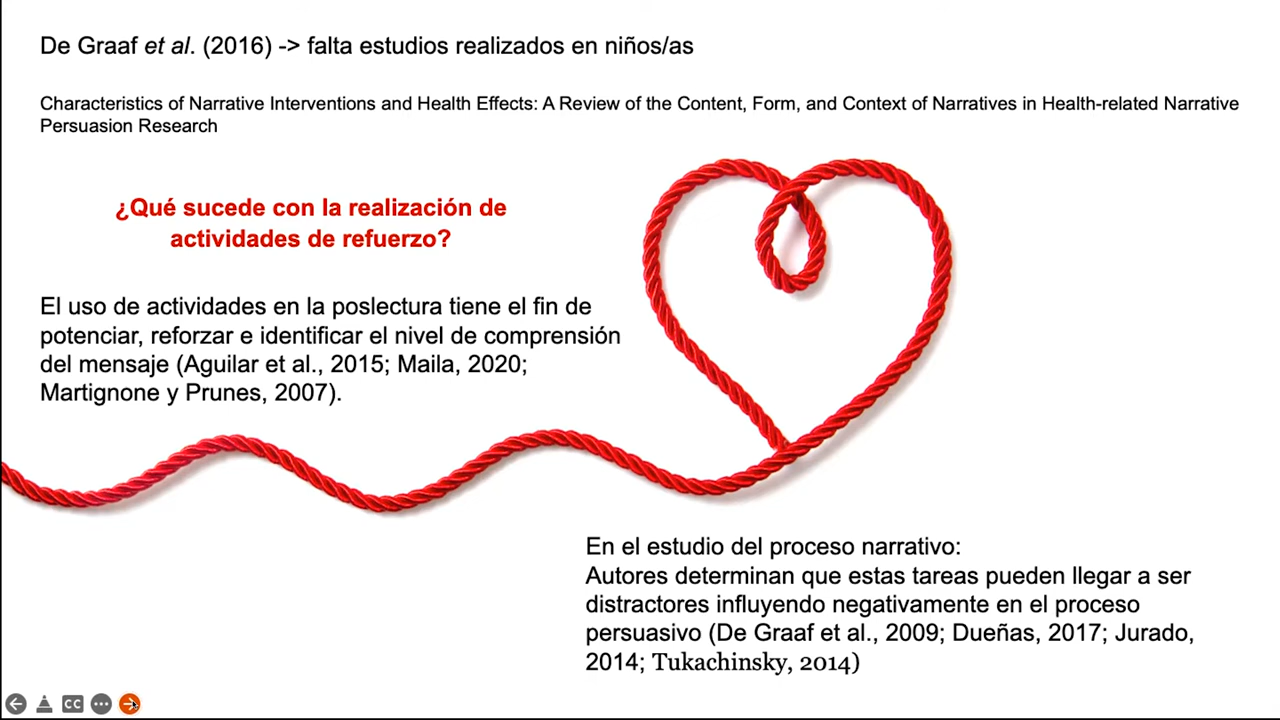 De Graaf et al. (2016) -> falta estudios realizados en niños/as
Characteristics of Narrative Interventions and Health Effects: A Review of the Content, Form, and Context of Narratives in Health-related Narrative
Persuasion Research
¿Qué sucede con la realización de
actividades de refuerzo?
El uso de actividades en la poslectura tiene el fin de
potenciar, reforzar e identificar el nivel de comprensión
del mensaje (Aguilar et al., 2015; Maila, 2020;
Martignone y Prunes, 2007).
En el estudio del proceso narrativo:
Autores determinan que estas tareas pueden llegar a ser
distractores influyendo negativamente en el proceso
persuasivo (De Graaf et al., 2009; Dueñas, 2017; Jurado,
2014; Tukachinsky, 2014)
CC